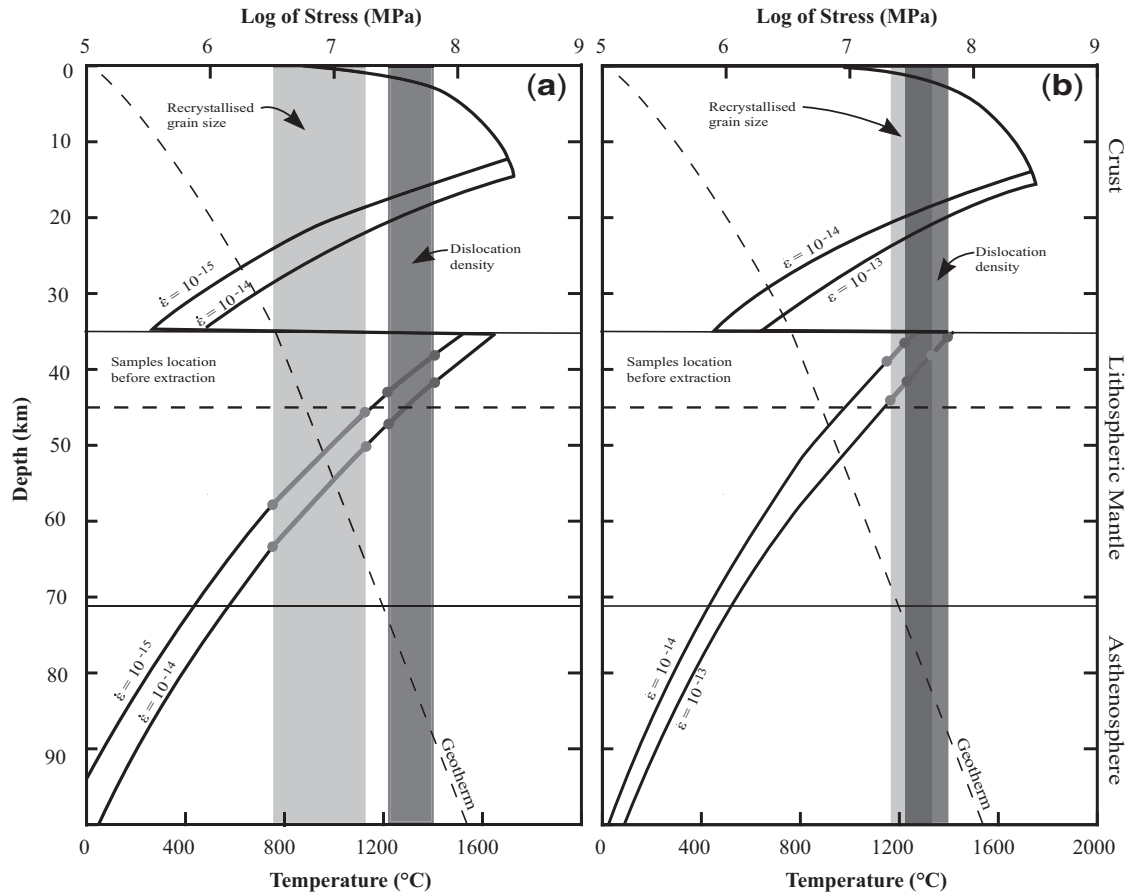 Log of Stress (MPa)
Log of Stress (MPa)
5 6 7 8 9
5 6 7 8 9
(a)
(b)
0
10
20
30
40
50
60
70
80
90
Depth (km)
Recrystallised
grain size
Dislocation
density
ε̇ = 10⁻¹⁵
ε̇ = 10⁻¹⁴
Samples location
before extraction
ε̇ = 10⁻¹⁵
ε̇ = 10⁻¹⁴
Geotherm
Recrystallised
grain size
Dislocation
density
ε = 10⁻¹⁴
ε = 10⁻¹³
Samples location
before extraction
ε = 10⁻¹⁴
ε = 10⁻¹³
Geotherm
Crust
Lithospheric Mantle
Asthenosphere
0 400 800 1200 1600
0 400 800 1200 1600 2000
Temperature (°C)
Temperature (°C)